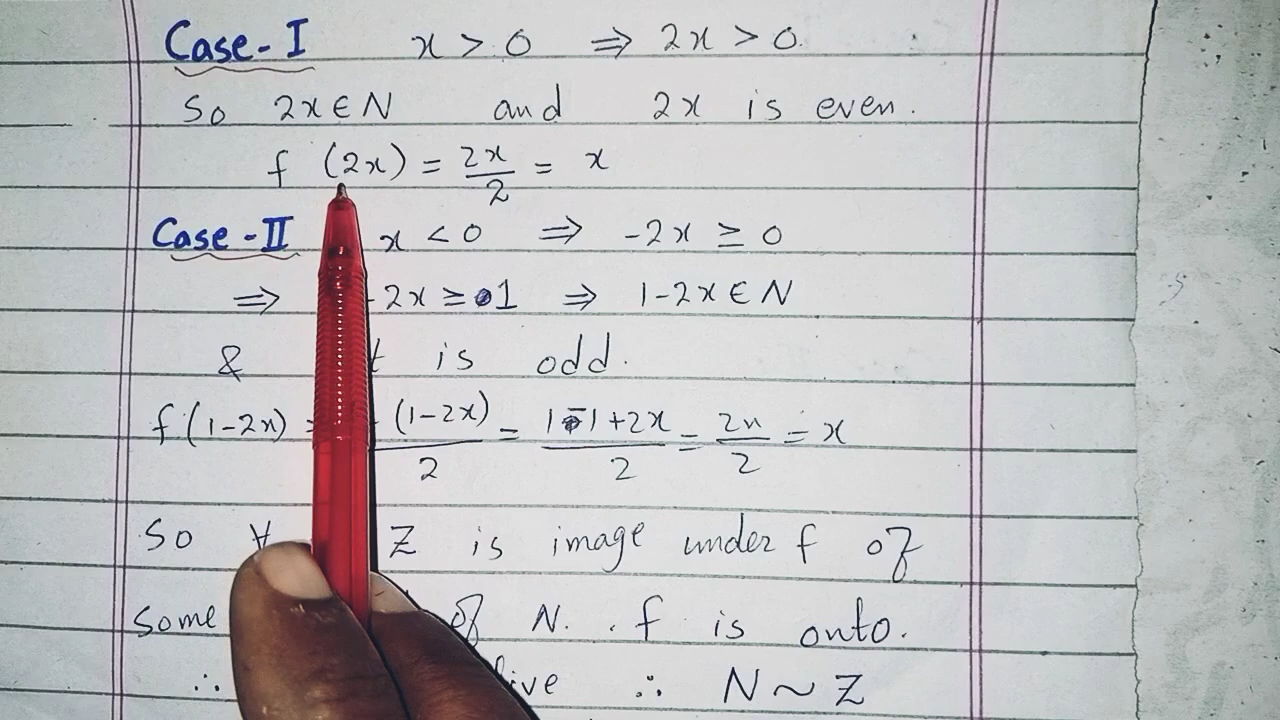 Case-I x > 0 ⇒ 2x > 0.
So 2x ∈ N and 2x is even.
f (2x) = 2x/2 = x
Case-II x < 0 ⇒ -2x ≥ 0
⇒ -2x ≥ 1 ⇒ 1-2x ∈ N
& is odd.
f(1-2x) (1-2x)/2 = 1-1+2x/2 = 2x/2 = x
So ∀ Z is image under f of
some of N. f is onto.
∴ ∴ N ~ Z